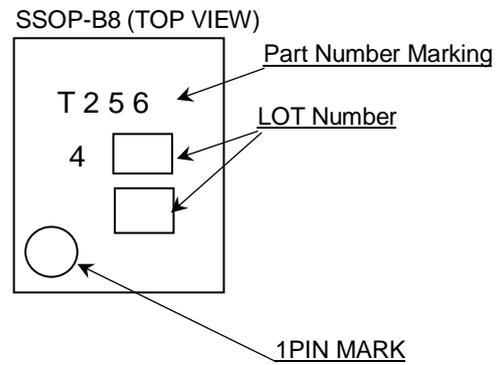 SSOP-B8 (TOP VIEW)
Part Number Marking
T 2 5 6
LOT Number
4
1PIN MARK